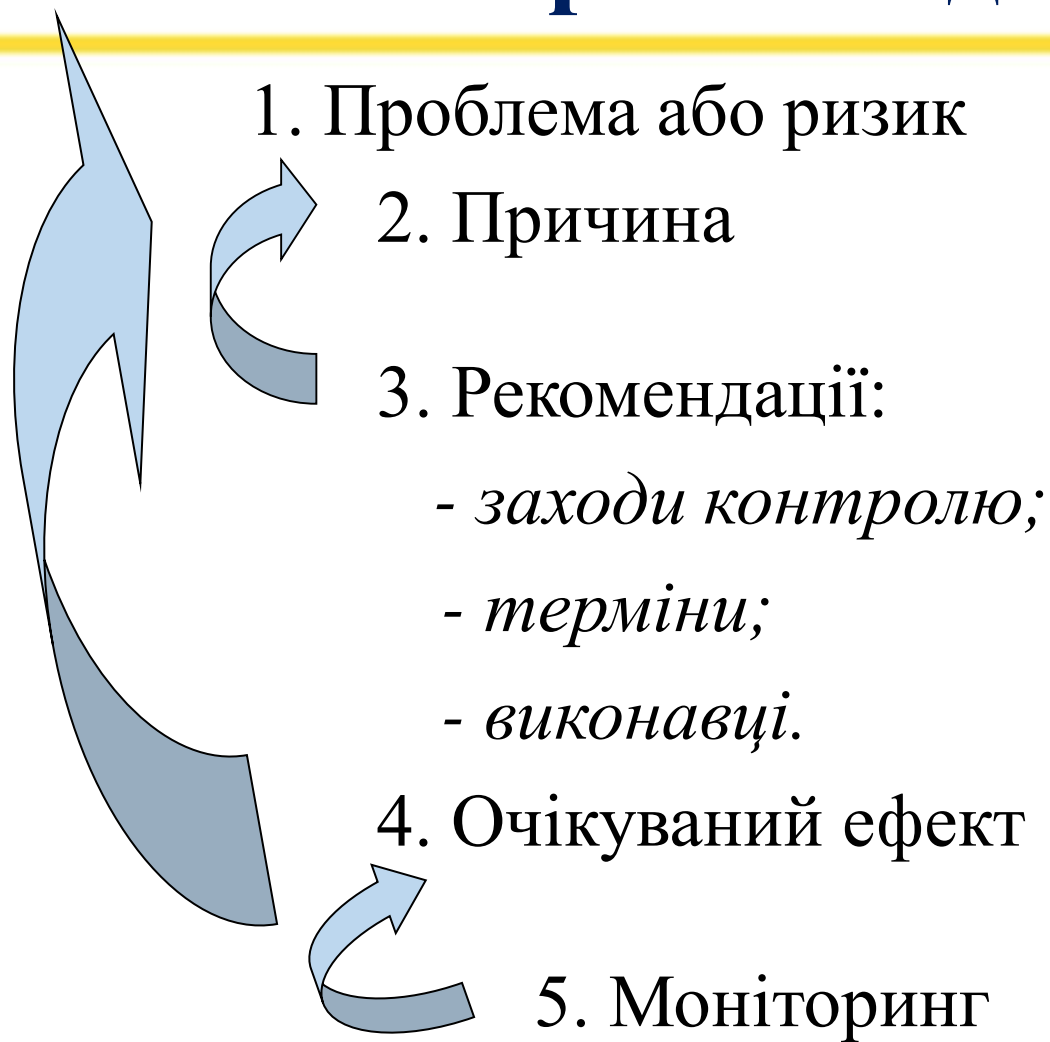 1. Проблема або ризик
2. Причина
3. Рекомендації:
- заходи контролю;
- терміни;
- виконавці.
4. Очікуваний ефект
5. Моніторинг